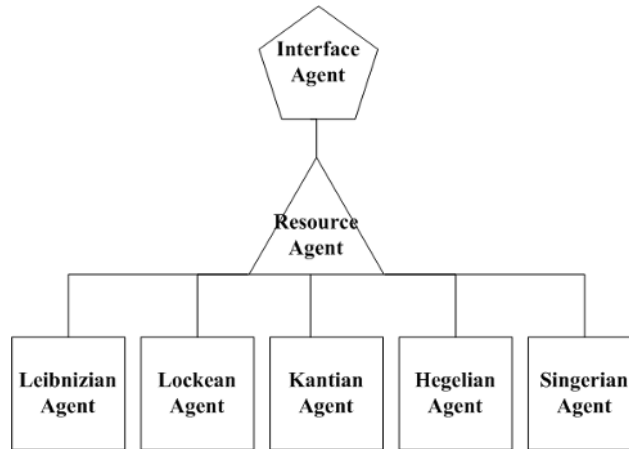 Interface
Agent
Resource
Agent
Leibnizian
Agent
Lockean
Agent
Kantian
Agent
Hegelian
Agent
Singerian
Agent